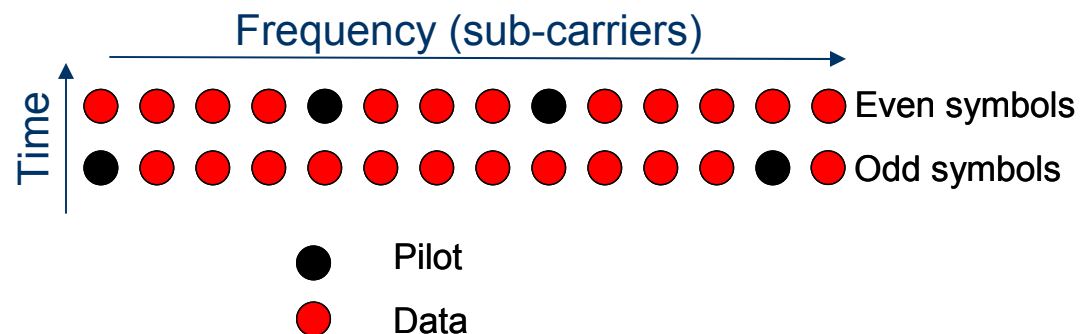 Frequency (sub-carriers)
Time
Even symbols
Odd symbols
Pilot
Data